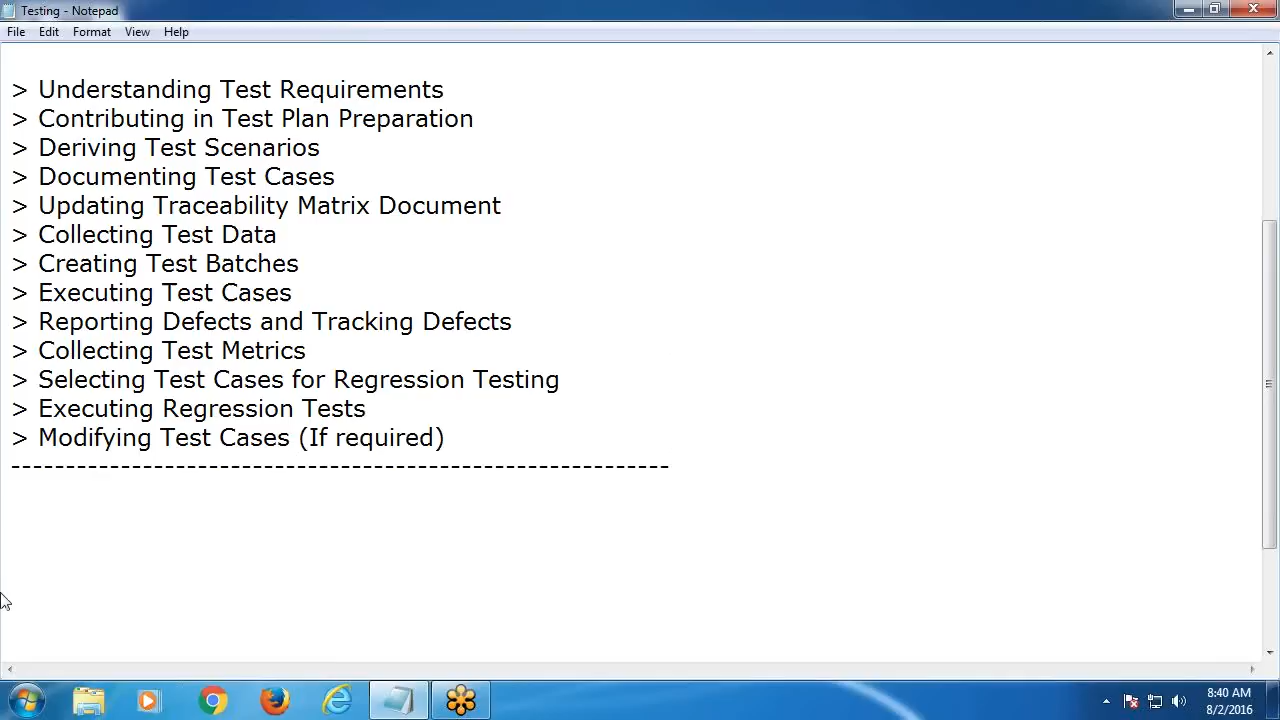 Testing - Notepad
File Edit Format View Help
> Understanding Test Requirements
> Contributing in Test Plan Preparation
> Deriving Test Scenarios
> Documenting Test Cases
> Updating Traceability Matrix Document
> Collecting Test Data
> Creating Test Batches
> Executing Test Cases
> Reporting Defects and Tracking Defects
> Collecting Test Metrics
> Selecting Test Cases for Regression Testing
> Executing Regression Tests
> Modifying Test Cases (If required)
-------------------------------------------------------------
8:40 AM
8/2/2016